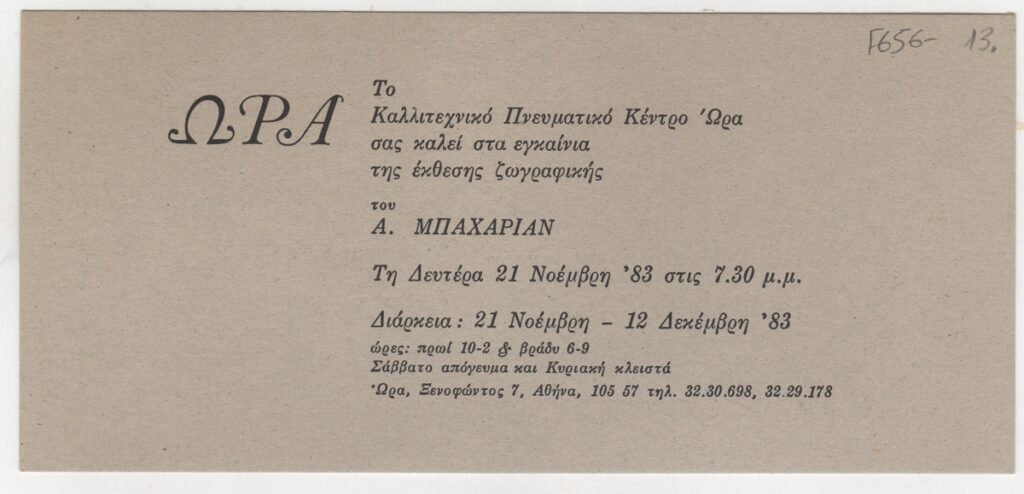 Γ656- 13.
ΩΡΑ
Το
Καλλιτεχνικό Πνευματικό Κέντρο Ώρα
σας καλεί στα εγκαίνια
της έκθεσης ζωγραφικής
του
Α. ΜΠΑΧΑΡΙΑΝ
Τη Δευτέρα 21 Νοέμβρη '83 στις 7.30 μ.μ.
Διάρκεια: 21 Νοέμβρη – 12 Δεκέμβρη '83
ώρες: πρωί 10-2 & βράδυ 6-9
Σάββατο απόγευμα και Κυριακή κλειστά
Ώρα, Ξενοφώντος 7, Αθήνα, 105 57 τηλ. 32.30.698, 32.29.178